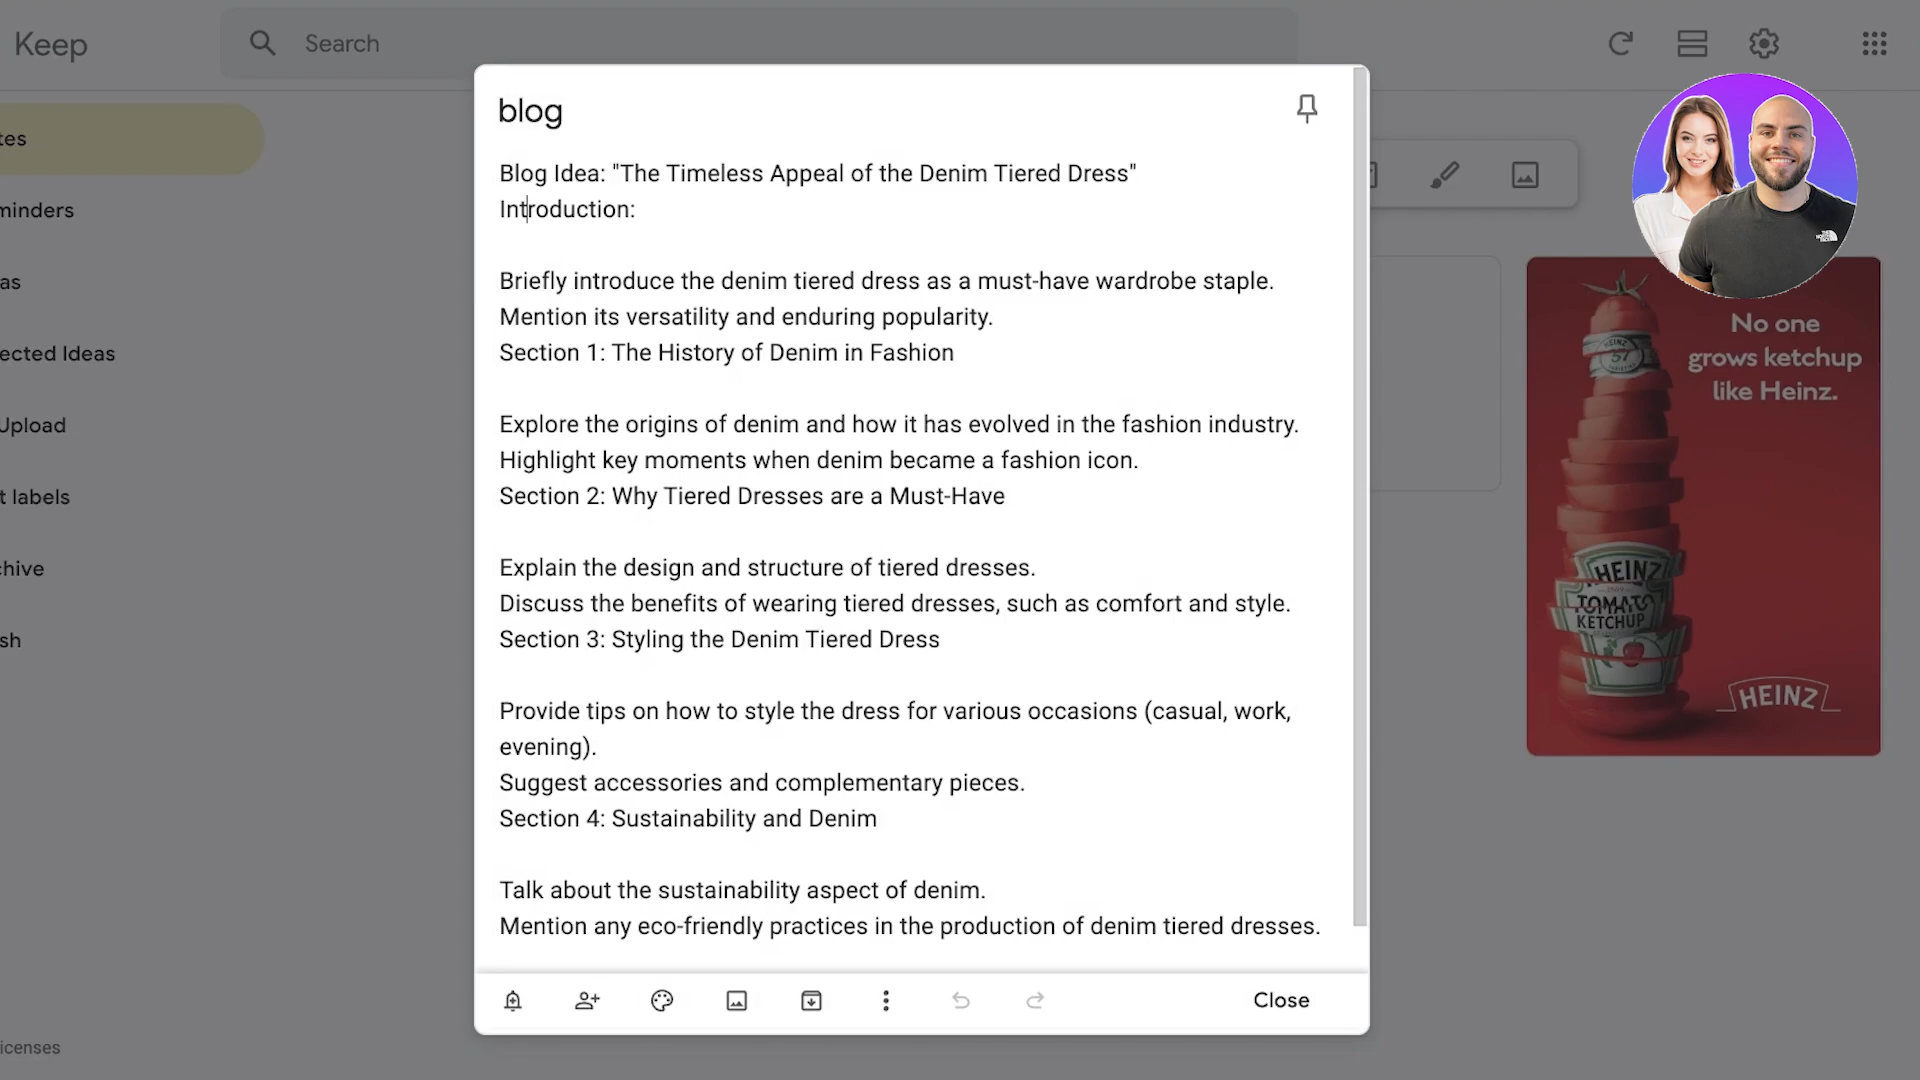 Keep
Search
tes
minders
as
ected Ideas
Upload
t labels
chive
sh
icenses
blog
Blog Idea: "The Timeless Appeal of the Denim Tiered Dress"
Introduction:
Briefly introduce the denim tiered dress as a must-have wardrobe staple.
Mention its versatility and enduring popularity.
Section 1: The History of Denim in Fashion
Explore the origins of denim and how it has evolved in the fashion industry.
Highlight key moments when denim became a fashion icon.
Section 2: Why Tiered Dresses are a Must-Have
Explain the design and structure of tiered dresses.
Discuss the benefits of wearing tiered dresses, such as comfort and style.
Section 3: Styling the Denim Tiered Dress
Provide tips on how to style the dress for various occasions (casual, work,
evening).
Suggest accessories and complementary pieces.
Section 4: Sustainability and Denim
Talk about the sustainability aspect of denim.
Mention any eco-friendly practices in the production of denim tiered dresses.
Close
No one
grows ketchup
like Heinz.
HEINZ
57
HEINZ
TOMATO
KETCHUP
HEINZ